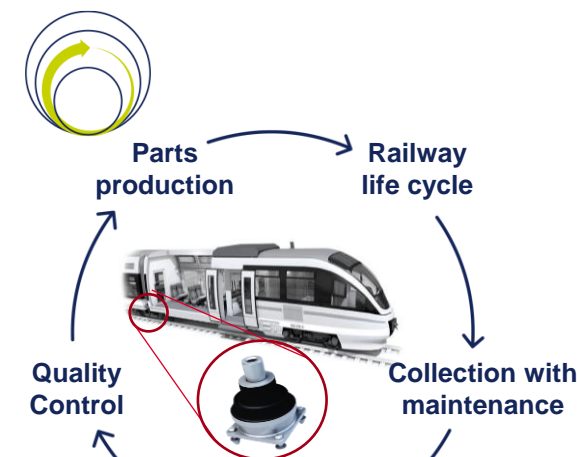 Parts
production
Railway
life cycle
Quality
Control
Collection with
maintenance